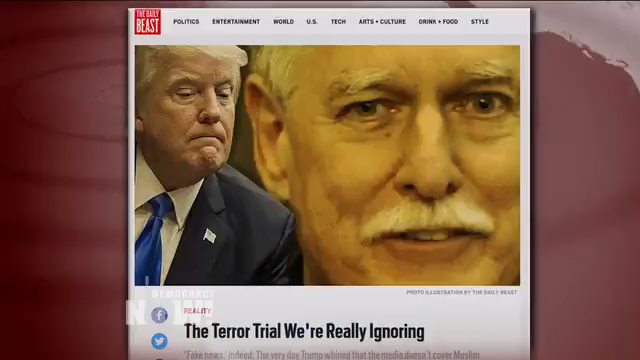 THE DAILY
BEAST
POLITICS ENTERTAINMENT WORLD U.S. TECH ARTS + CULTURE DRINK + FOOD STYLE
PHOTO ILLUSTRATION BY THE DAILY BEAST
DEMOCRACY
NOW!
REALITY
The Terror Trial We're Really Ignoring
'Fake news,' indeed: The very day Trump whined that the media doesn't cover Muslim